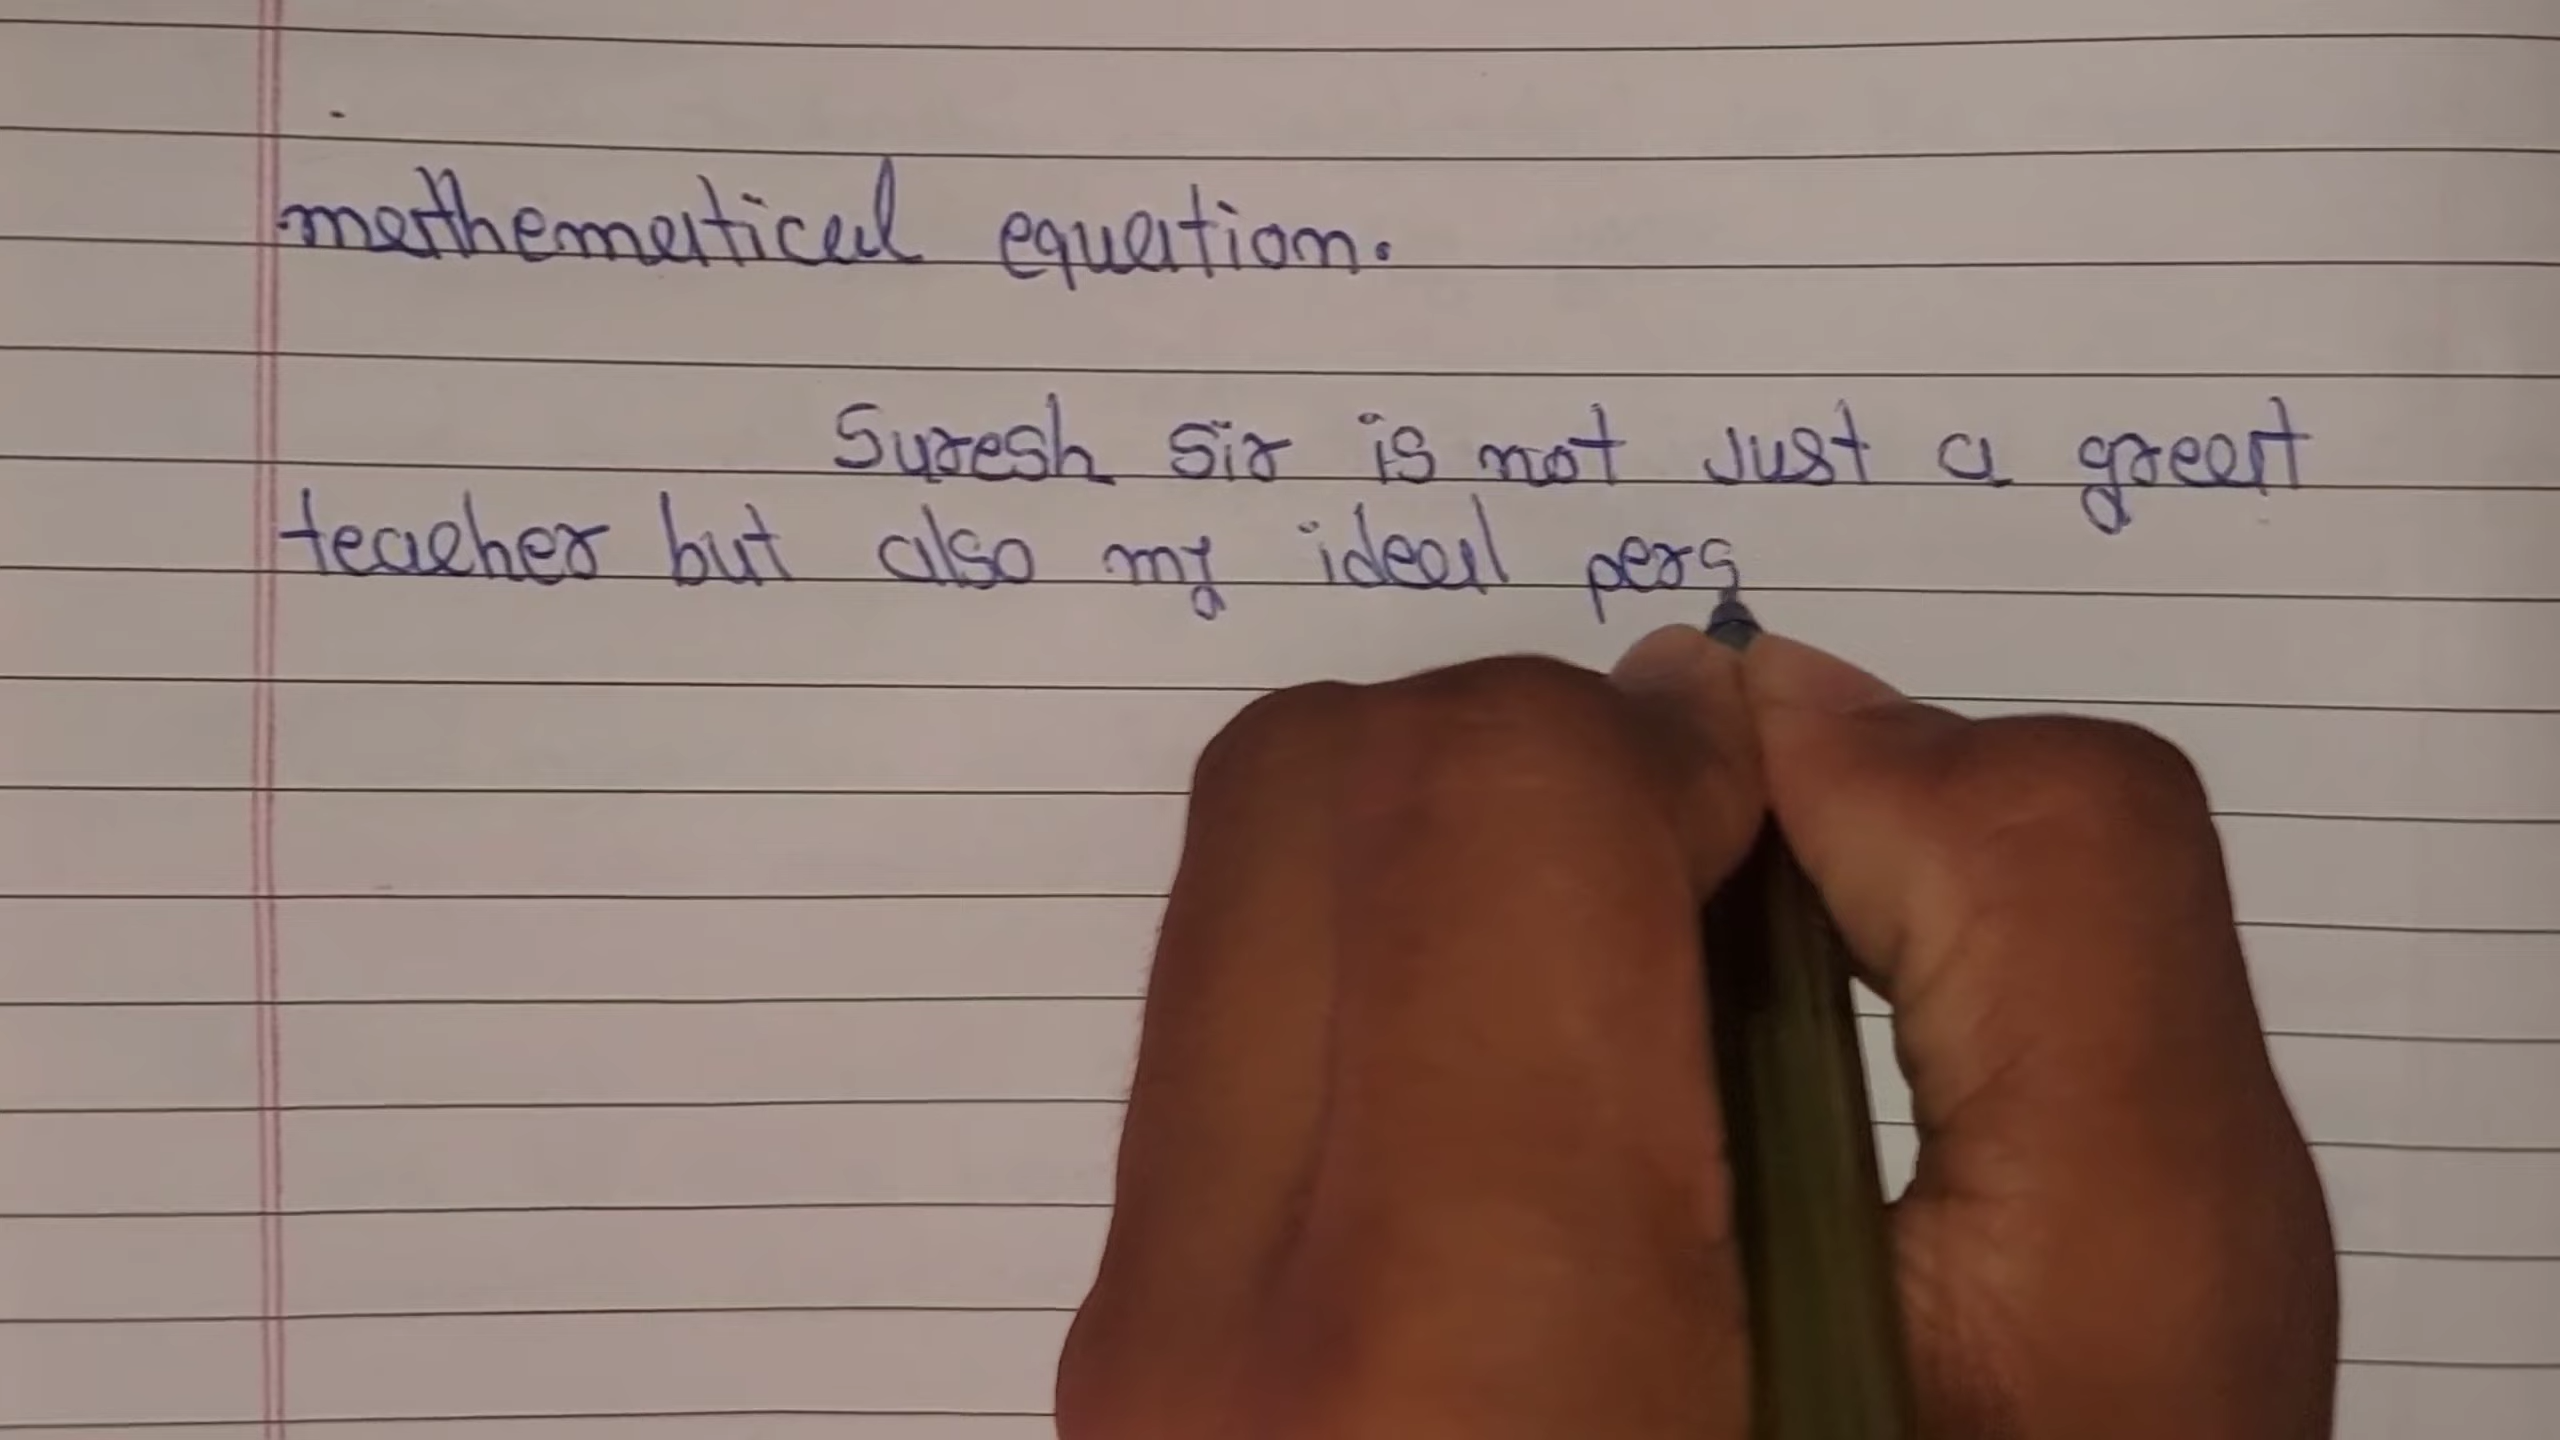 mathematical equation.
Suresh sir is not Just a great
teacher but also my ideal pers